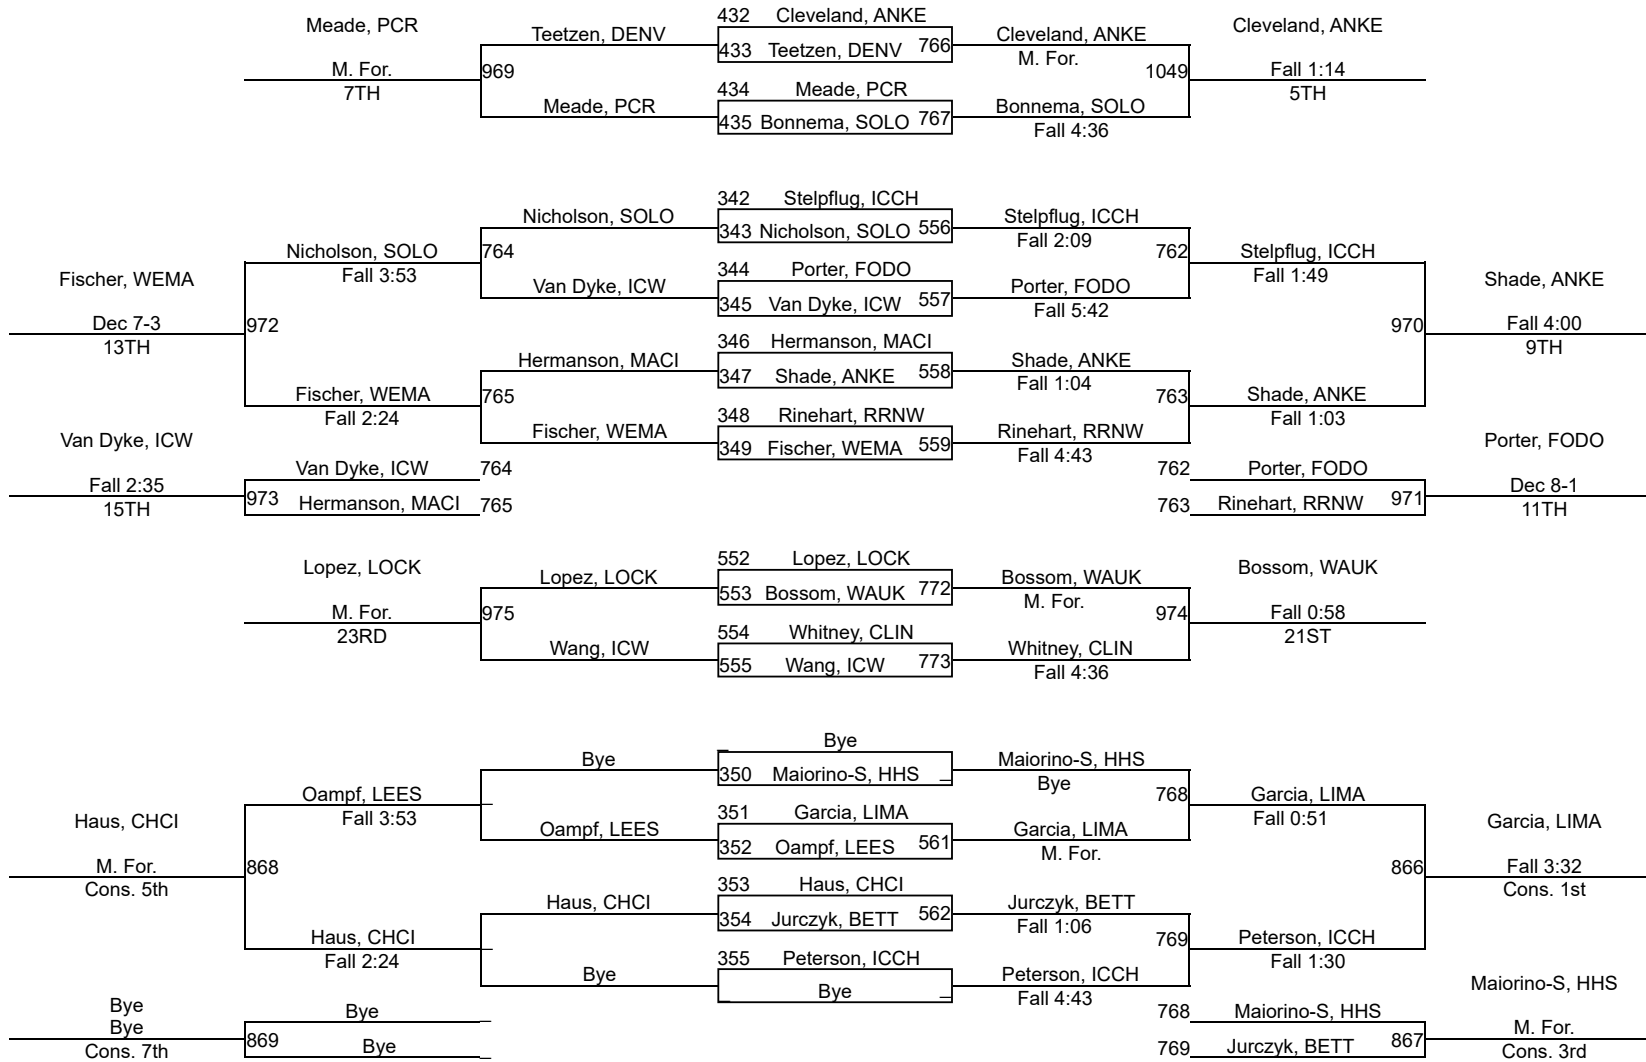 432 Cleveland, ANKE
Meade, PCR
Cleveland, ANKE
Teetzen, DENV
Cleveland, ANKE
433 Teetzen, DENV 766
M. For.
M. For.
969
1049
Fall 1:14
7TH
434 Meade, PCR
5TH
Meade, PCR
Bonnema, SOLO
435 Bonnema, SOLO 767
Fall 4:36
342 Stelpflug, ICCH
Nicholson, SOLO
Stelpflug, ICCH
343 Nicholson, SOLO 556
Fall 2:09
Nicholson, SOLO
764
762
Stelpflug, ICCH
Fall 3:53
344 Porter, FODO
Fall 1:49
Fischer, WEMA
Shade, ANKE
Van Dyke, ICW
Porter, FODO
345 Van Dyke, ICW 557
Fall 5:42
Dec 7-3
972
970
Fall 4:00
13TH
346 Hermanson, MACI
9TH
Hermanson, MACI
Shade, ANKE
347 Shade, ANKE 558
Fall 1:04
Fischer, WEMA
765
763
Shade, ANKE
Fall 2:24
348 Rinehart, RRNW
Fall 1:03
Van Dyke, ICW
Fischer, WEMA
Rinehart, RRNW
Porter, FODO
349 Fischer, WEMA 559
Fall 4:43
Van Dyke, ICW 764
762 Porter, FODO
Fall 2:35
Dec 8-1
15TH
973 Hermanson, MACI 765
763 Rinehart, RRNW 971
11TH
552 Lopez, LOCK
Lopez, LOCK
Bossom, WAUK
Lopez, LOCK
Bossom, WAUK
553 Bossom, WAUK 772
M. For.
M. For.
975
974
Fall 0:58
23RD
554 Whitney, CLIN
21ST
Wang, ICW
Whitney, CLIN
555 Wang, ICW 773
Fall 4:36
_ Bye
Bye
Maiorino-S, HHS
350 Maiorino-S, HHS _
Bye
Oampf, LEES
_
768
Garcia, LIMA
Fall 3:53
351 Garcia, LIMA
Fall 0:51
Haus, CHCI
Garcia, LIMA
Oampf, LEES
Garcia, LIMA
352 Oampf, LEES 561
M. For.
M. For.
868
866
Fall 3:32
Cons. 5th
353 Haus, CHCI
Cons. 1st
Haus, CHCI
Jurczyk, BETT
354 Jurczyk, BETT 562
Fall 1:06
Haus, CHCI
_
769
Peterson, ICCH
Fall 2:24
355 Peterson, ICCH
Fall 1:30
Bye
Peterson, ICCH
Maiorino-S, HHS
_ Bye _
Fall 4:43
Bye
Bye _
768 Maiorino-S, HHS
Bye
M. For.
Cons. 7th
869 Bye _
769 Jurczyk, BETT 867
Cons. 3rd